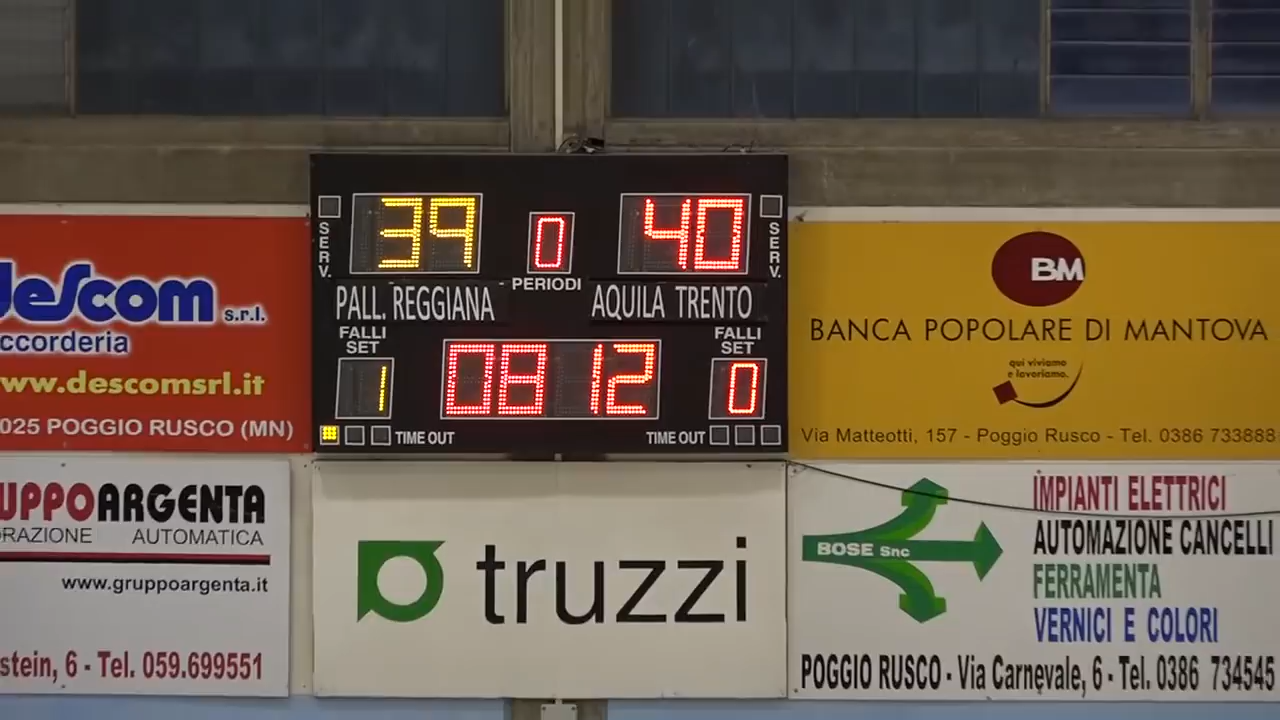 39 0 40
SERV.
SERV.
PERIODI
PALL. REGGIANA
AQUILA TRENTO
FALLI SET
FALLI SET
1 08 12 0
TIME OUT
TIME OUT
descom s.r.l.
ccorderia
ww.descomsrl.it
025 POGGIO RUSCO (MN)
BM
BANCA POPOLARE DI MANTOVA
qui viviamo
e lavoriamo.
Via Matteotti, 157 - Poggio Rusco - Tel. 0386 733888
UPPOARGENTA
RAZIONE AUTOMATICA
www.gruppoargenta.it
stein, 6 - Tel. 059.699551
truzzi
BOSE Snc
IMPIANTI ELETTRICI
AUTOMAZIONE CANCELLI
FERRAMENTA
VERNICI E COLORI
POGGIO RUSCO - Via Carnevale, 6 - Tel. 0386 734545